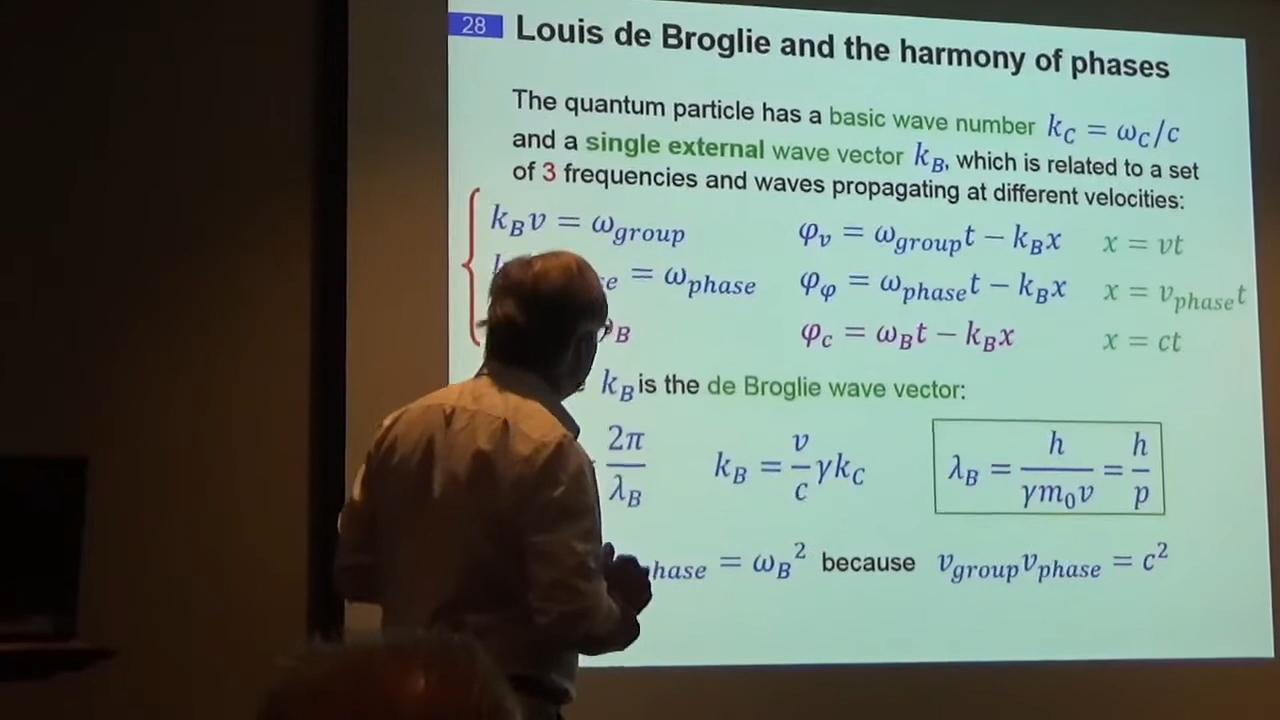 28 Louis de Broglie and the harmony of phases
The quantum particle has a basic wave number k_C = ω_C/c
and a single external wave vector k_B, which is related to a set
of 3 frequencies and waves propagating at different velocities:
k_B v = ω_group φ_v = ω_group t − k_B x x = vt
= ω_phase φ_φ = ω_phase t − k_B x x = v_phase t
B φ_c = ω_B t − k_B x x = ct
k_B is the de Broglie wave vector:
2π/λ_B k_B = v/c γk_C λ_B = h/γm₀v = h/p
hase = ω_B² because v_group v_phase = c²